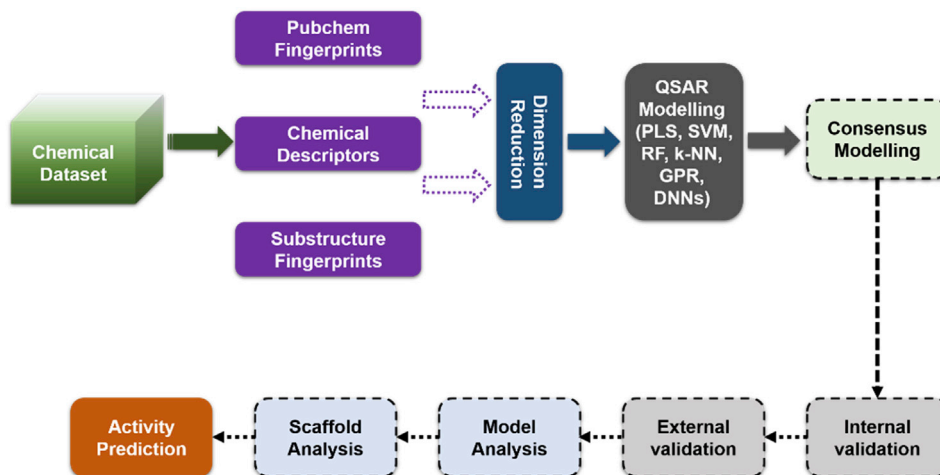 Pubchem
Fingerprints
Chemical
Dataset
Chemical
Descriptors
Substructure
Fingerprints
Dimension
Reduction
QSAR
Modelling
(PLS, SVM,
RF, k-NN,
GPR,
DNNs)
Consensus
Modelling
Activity
Prediction
Scaffold
Analysis
Model
Analysis
External
validation
Internal
validation